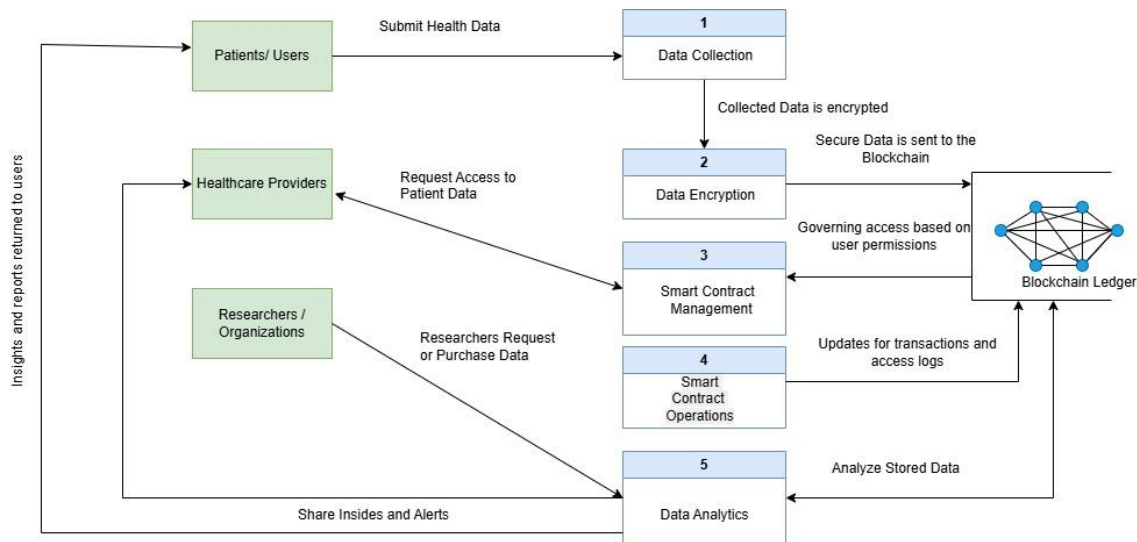 Submit Health Data
1
Patients/ Users
Data Collection
Collected Data is encrypted
Secure Data is sent to the
Blockchain
2
Healthcare Providers
Request Access to
Patient Data
Data Encryption
Governing access based on
user permissions
3
Blockchain Ledger
Smart Contract
Management
Researchers /
Organizations
Researchers Request
or Purchase Data
Updates for transactions and
access logs
4
Smart
Contract
Operations
5
Analyze Stored Data
Data Analytics
Share Insides and Alerts
Insights and reports returned to users